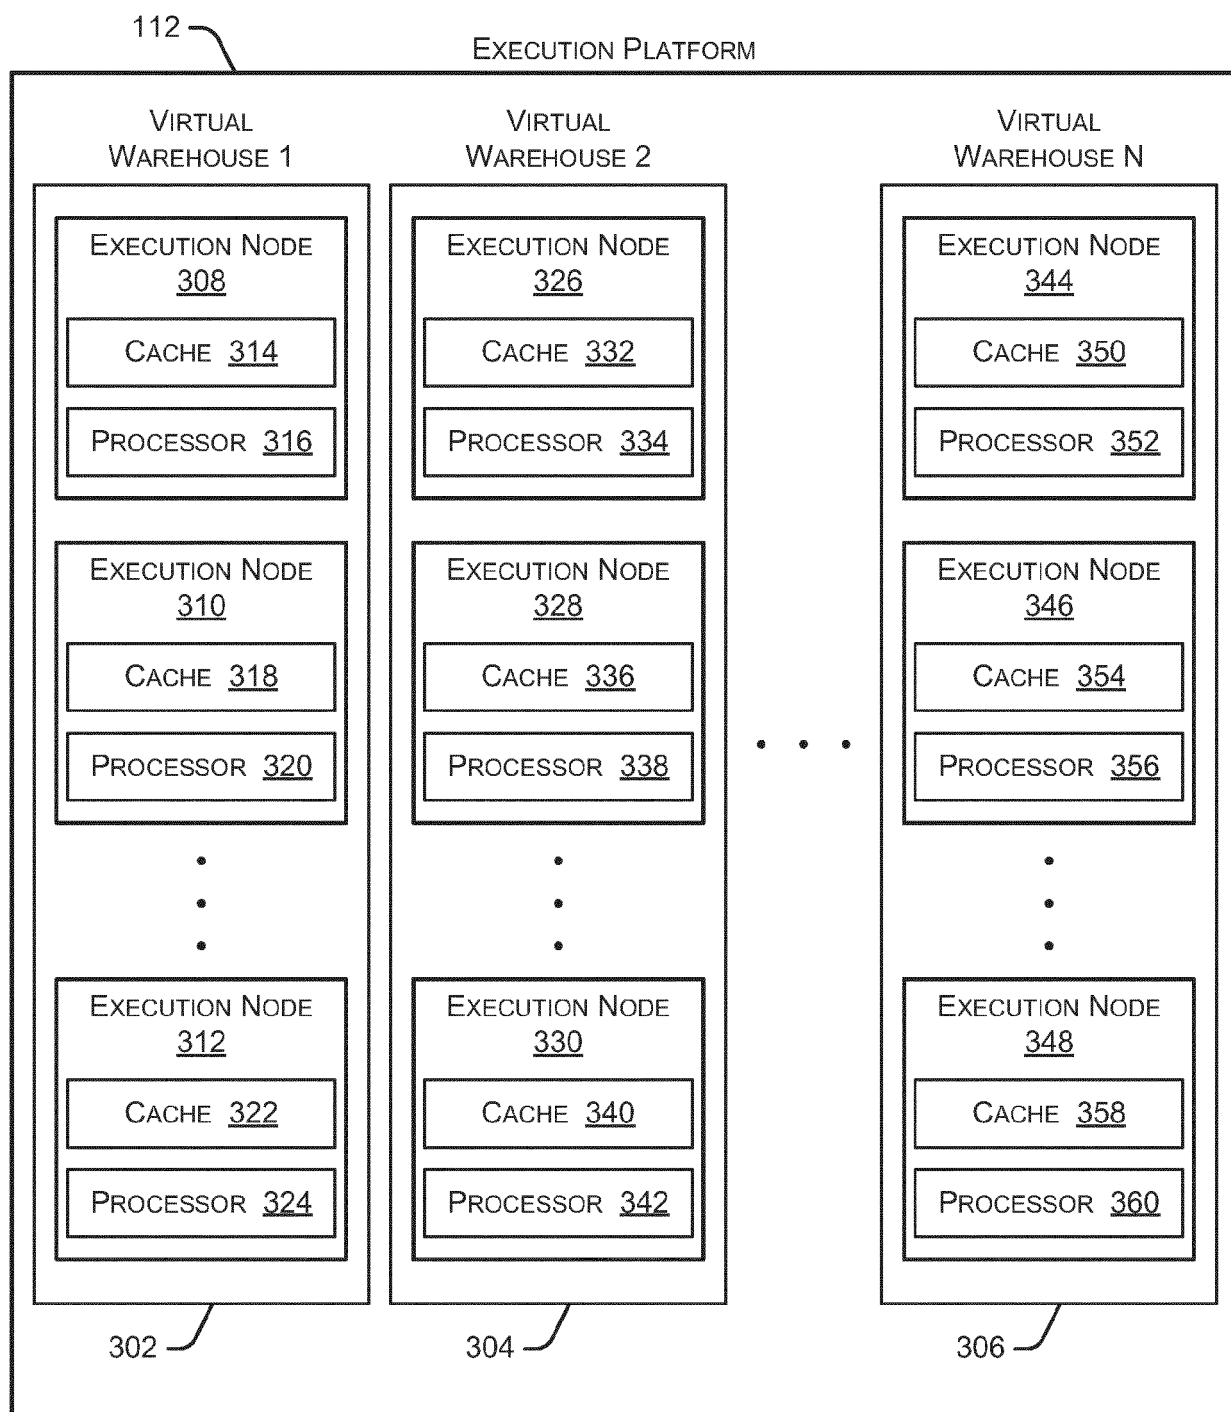 112
EXECUTION PLATFORM
VIRTUAL
WAREHOUSE 1
EXECUTION NODE
308
CACHE 314
PROCESSOR 316
EXECUTION NODE
310
CACHE 318
PROCESSOR 320
EXECUTION NODE
312
CACHE 322
PROCESSOR 324
302
VIRTUAL
WAREHOUSE 2
EXECUTION NODE
326
CACHE 332
PROCESSOR 334
EXECUTION NODE
328
CACHE 336
PROCESSOR 338
EXECUTION NODE
330
CACHE 340
PROCESSOR 342
304
VIRTUAL
WAREHOUSE N
EXECUTION NODE
344
CACHE 350
PROCESSOR 352
EXECUTION NODE
346
CACHE 354
PROCESSOR 356
EXECUTION NODE
348
CACHE 358
PROCESSOR 360
306